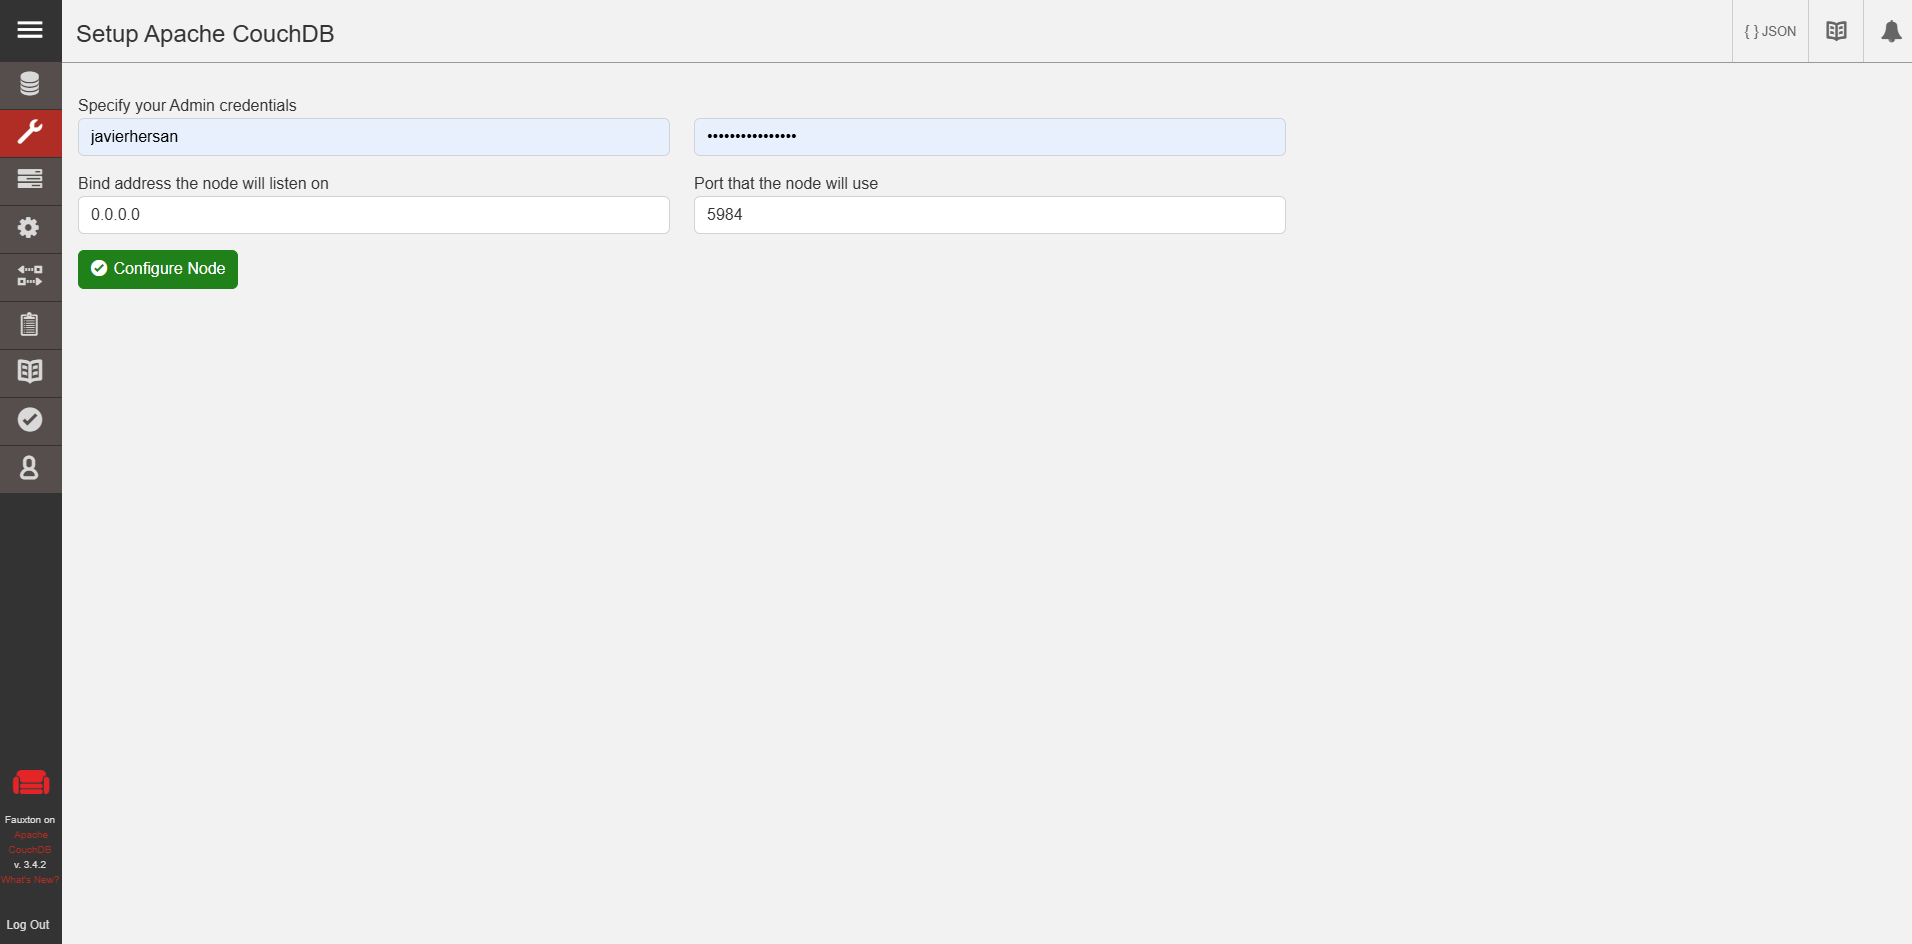 Setup Apache CouchDB
{ } JSON
Specify your Admin credentials
javierhersan
••••••••••••••••
Bind address the node will listen on
Port that the node will use
0.0.0.0
5984
Configure Node
Fauxton on
Apache
CouchDB
v. 3.4.2
What's New?
Log Out